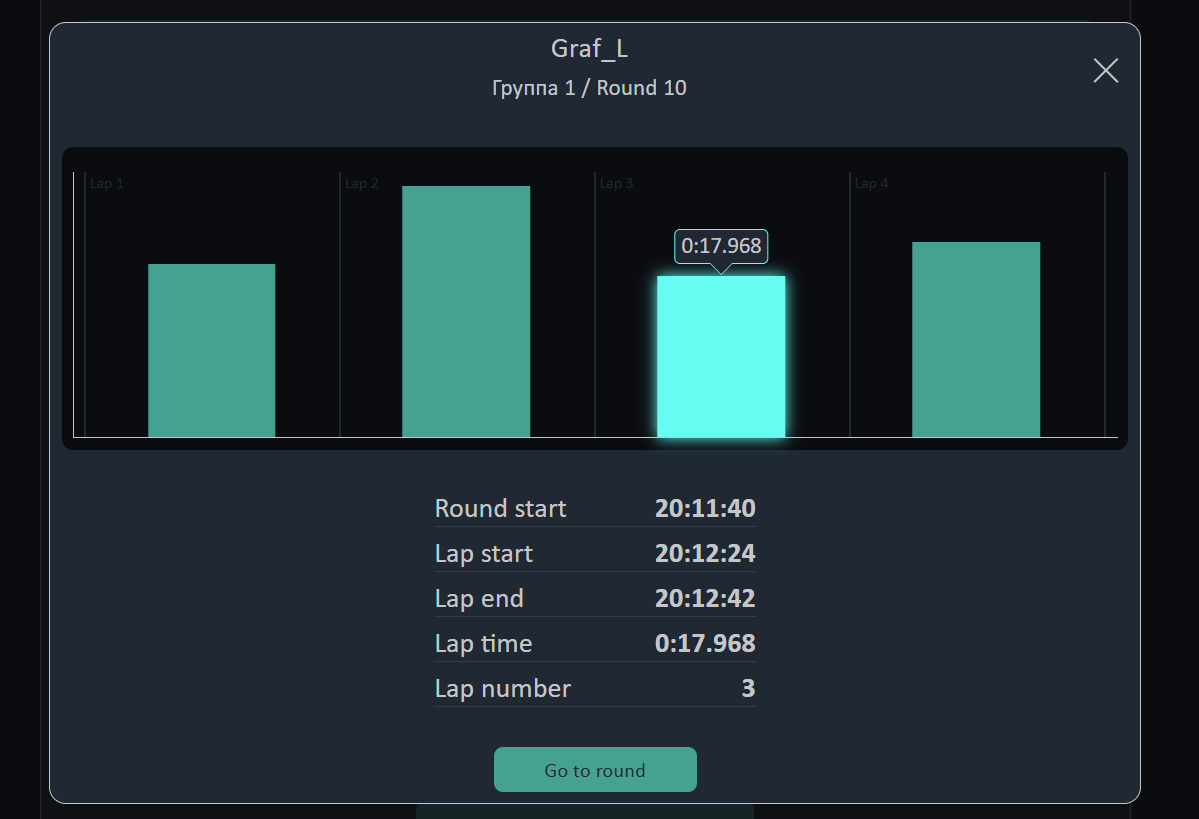 Graf_L
Группа 1 / Round 10
Lap 1
Lap 2
Lap 3
Lap 4
0:17.968
Round start 20:11:40
Lap start 20:12:24
Lap end 20:12:42
Lap time 0:17.968
Lap number 3
Go to round